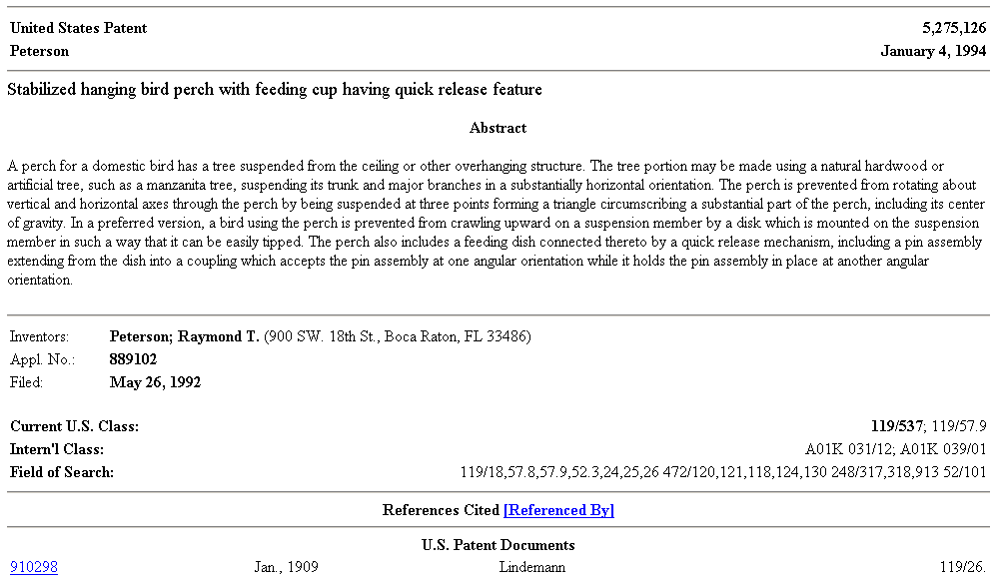 United States Patent 5,275,126
Peterson January 4, 1994
Stabilized hanging bird perch with feeding cup having quick release feature
Abstract
A perch for a domestic bird has a tree suspended from the ceiling or other overhanging structure. The tree portion may be made using a natural hardwood or
artificial tree, such as a manzanita tree, suspending its trunk and major branches in a substantially horizontal orientation. The perch is prevented from rotating about
vertical and horizontal axes through the perch by being suspended at three points forming a triangle circumscribing a substantial part of the perch, including its center
of gravity. In a preferred version, a bird using the perch is prevented from crawling upward on a suspension member by a disk which is mounted on the suspension
member in such a way that it can be easily tipped. The perch also includes a feeding dish connected thereto by a quick release mechanism, including a pin assembly
extending from the dish into a coupling which accepts the pin assembly at one angular orientation while it holds the pin assembly in place at another angular
orientation.
Inventors: Peterson; Raymond T. (900 SW. 18th St., Boca Raton, FL 33486)
Appl. No.: 889102
Filed: May 26, 1992
Current U.S. Class: 119/537; 119/57.9
Intern'l Class: A01K 031/12; A01K 039/01
Field of Search: 119/18,57.8,57.9,52.3,24,25,26 472/120,121,118,124,130 248/317,318,913 52/101
References Cited [Referenced By]
U.S. Patent Documents
910298 Jan., 1909 Lindemann 119/26.